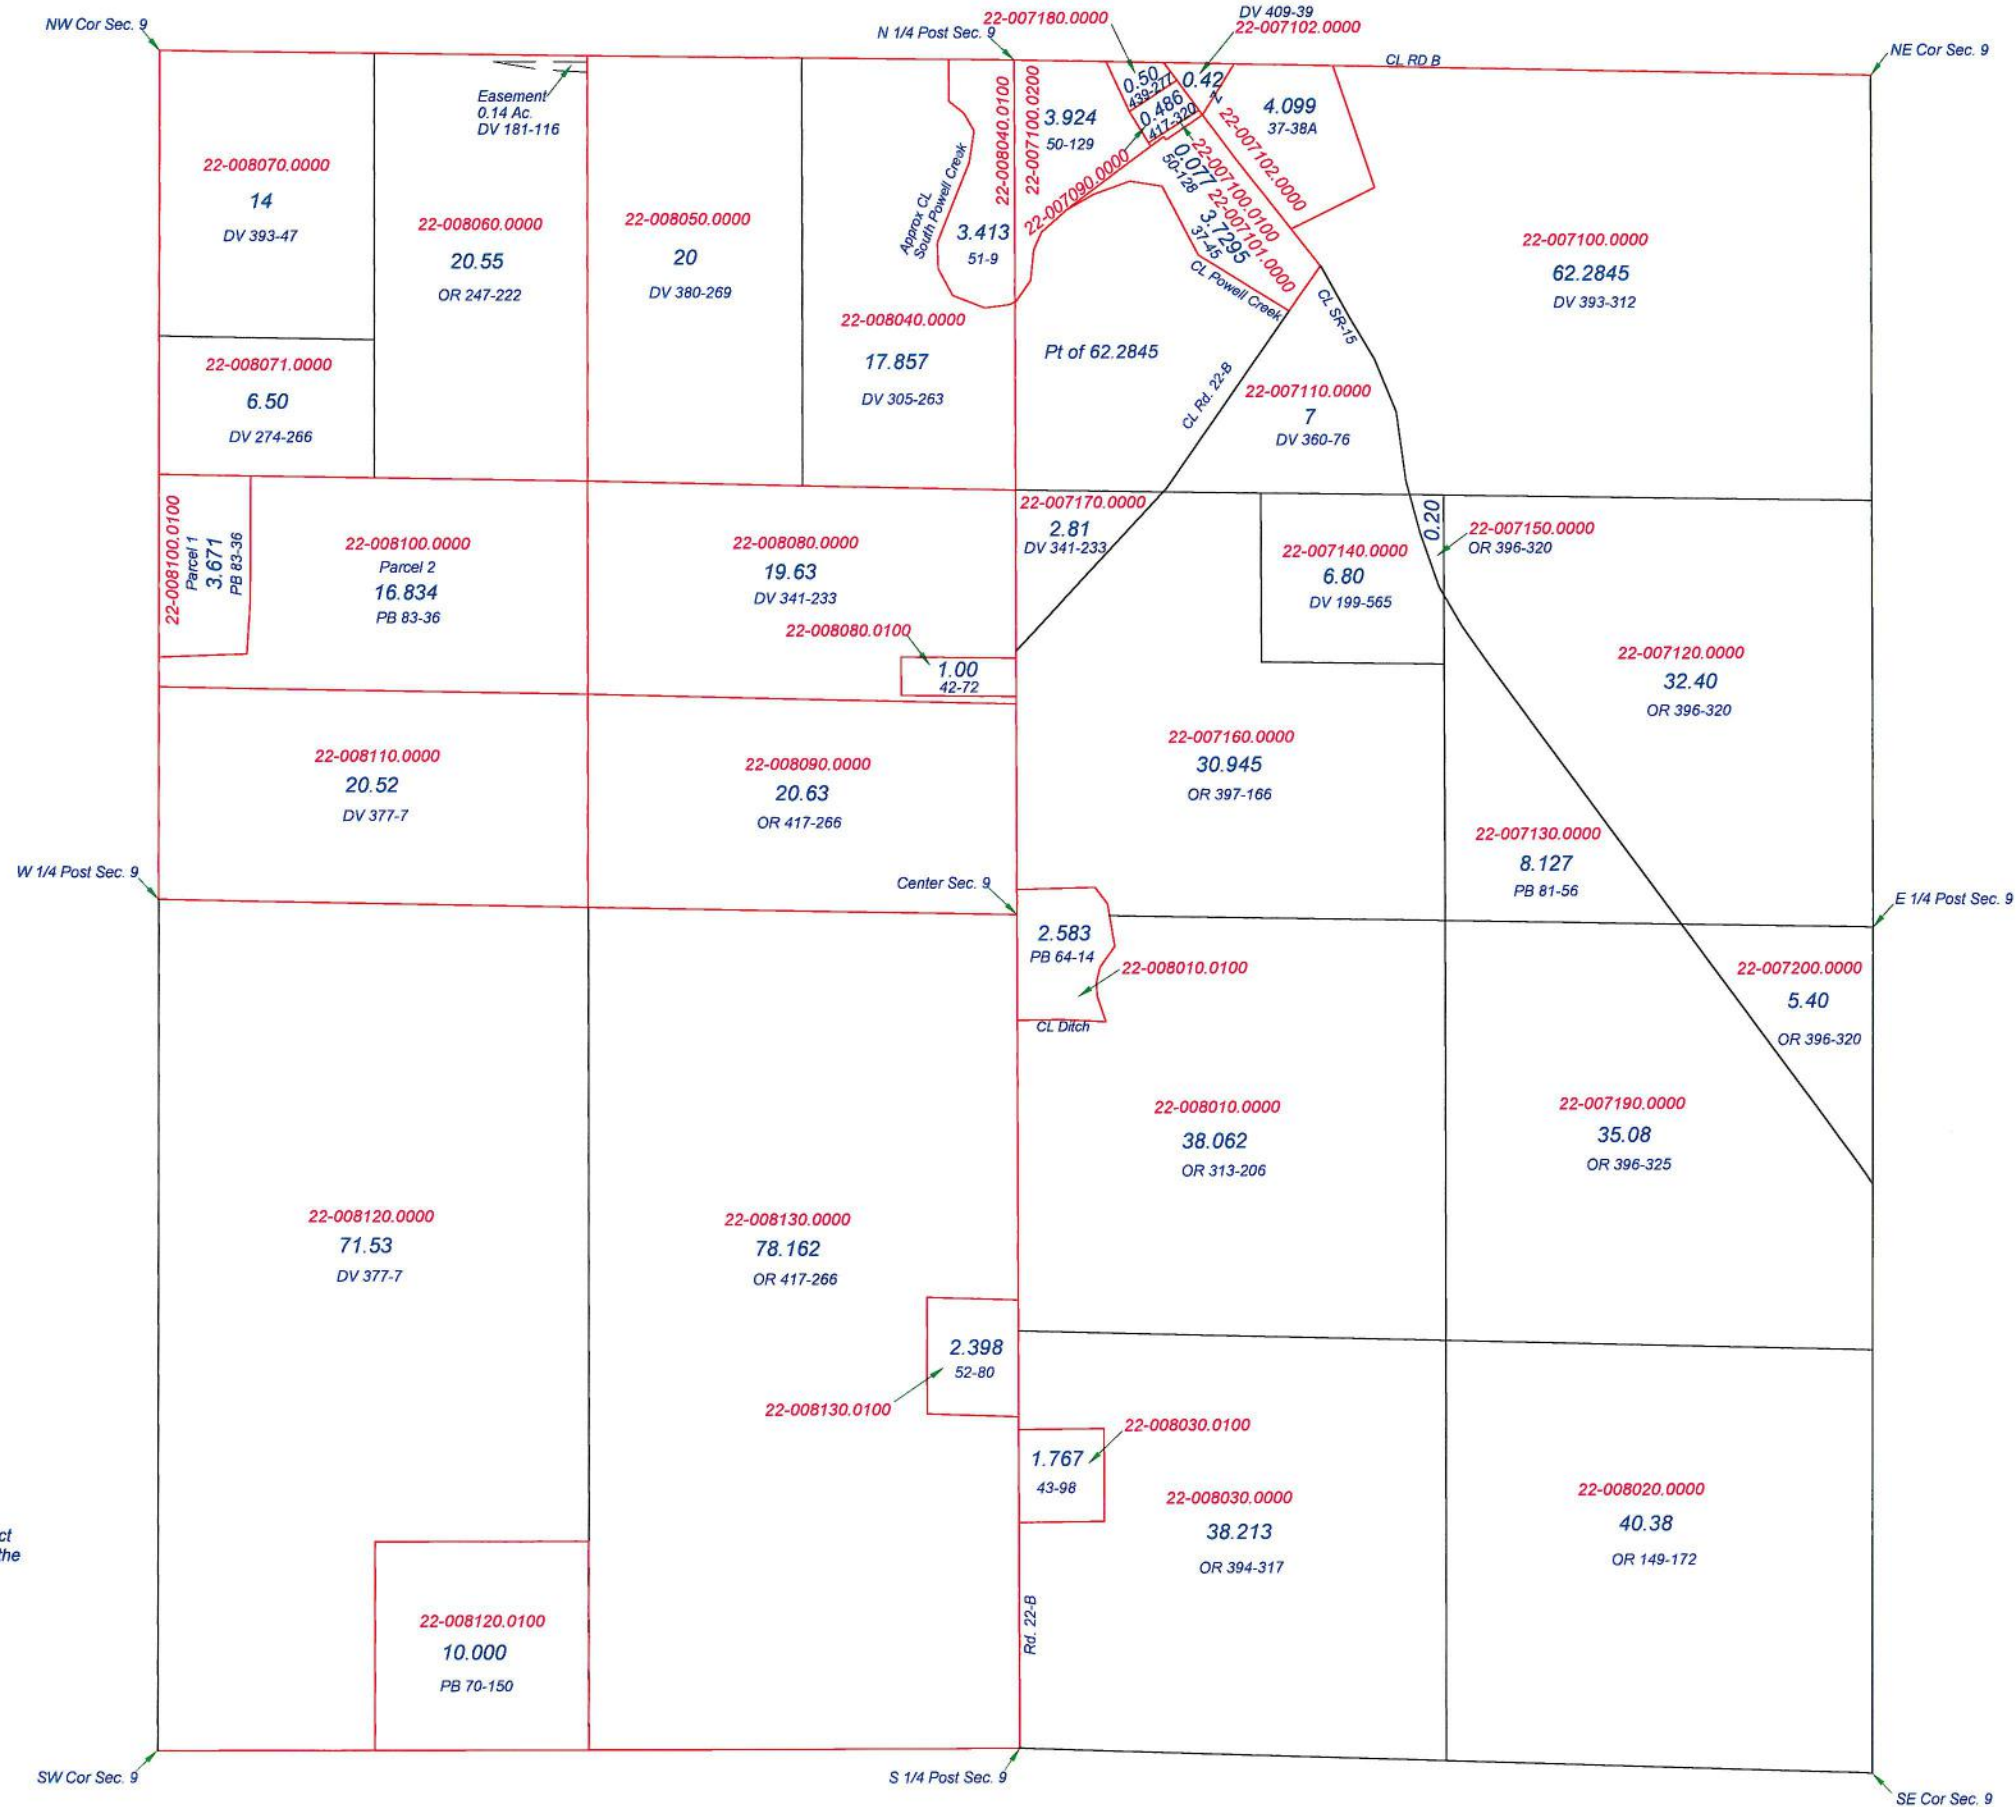 NW Cor Sec. 9
N 1/4 Post Sec. 9
22-007180.0000
DV 409-39
22-007102.0000
CL RD B
NE Cor Sec. 9
Easement
0.14 Ac.
DV 181-116
22-008070.0000
14
DV 393-47
22-008060.0000
20.55
OR 247-222
22-008050.0000
20
DV 380-269
Approx CL
South Powell Creek
22-008040.0100
3.413
51-9
22-007100.0200
3.924
50-129
0.50
439-277
0.42
Z
0.486
417-320
22-007090.0000
22-007102.0000
4.099
37-38A
22-007100.0100
0.077
50-128
22-007101.0000
3.7295
37-45
CL Powell Creek
CL SR-15
22-007100.0000
62.2845
DV 393-312
22-008040.0000
17.857
DV 305-263
Pt of 62.2845
CL Rd. 22-B
22-007110.0000
7
DV 360-76
22-008071.0000
6.50
DV 274-266
22-008100.0100
Parcel 1
3.671
PB 83-36
22-008100.0000
Parcel 2
16.834
PB 83-36
22-008080.0000
19.63
DV 341-233
22-008080.0100
1.00
42-72
22-007170.0000
2.81
DV 341-233
22-007140.0000
6.80
DV 199-565
0.20
22-007150.0000
OR 396-320
22-007120.0000
32.40
OR 396-320
22-008110.0000
20.52
DV 377-7
22-008090.0000
20.63
OR 417-266
22-007160.0000
30.945
OR 397-166
22-007130.0000
8.127
PB 81-56
W 1/4 Post Sec. 9
Center Sec. 9
E 1/4 Post Sec. 9
2.583
PB 64-14
22-008010.0100
CL Ditch
22-007200.0000
5.40
OR 396-320
22-008010.0000
38.062
OR 313-206
22-007190.0000
35.08
OR 396-325
22-008120.0000
71.53
DV 377-7
22-008130.0000
78.162
OR 417-266
2.398
52-80
22-008130.0100
22-008030.0100
1.767
43-98
22-008030.0000
38.213
OR 394-317
22-008020.0000
40.38
OR 149-172
ct
the
22-008120.0100
10.000
PB 70-150
Rd. 22-B
SW Cor Sec. 9
S 1/4 Post Sec. 9
SE Cor Sec. 9